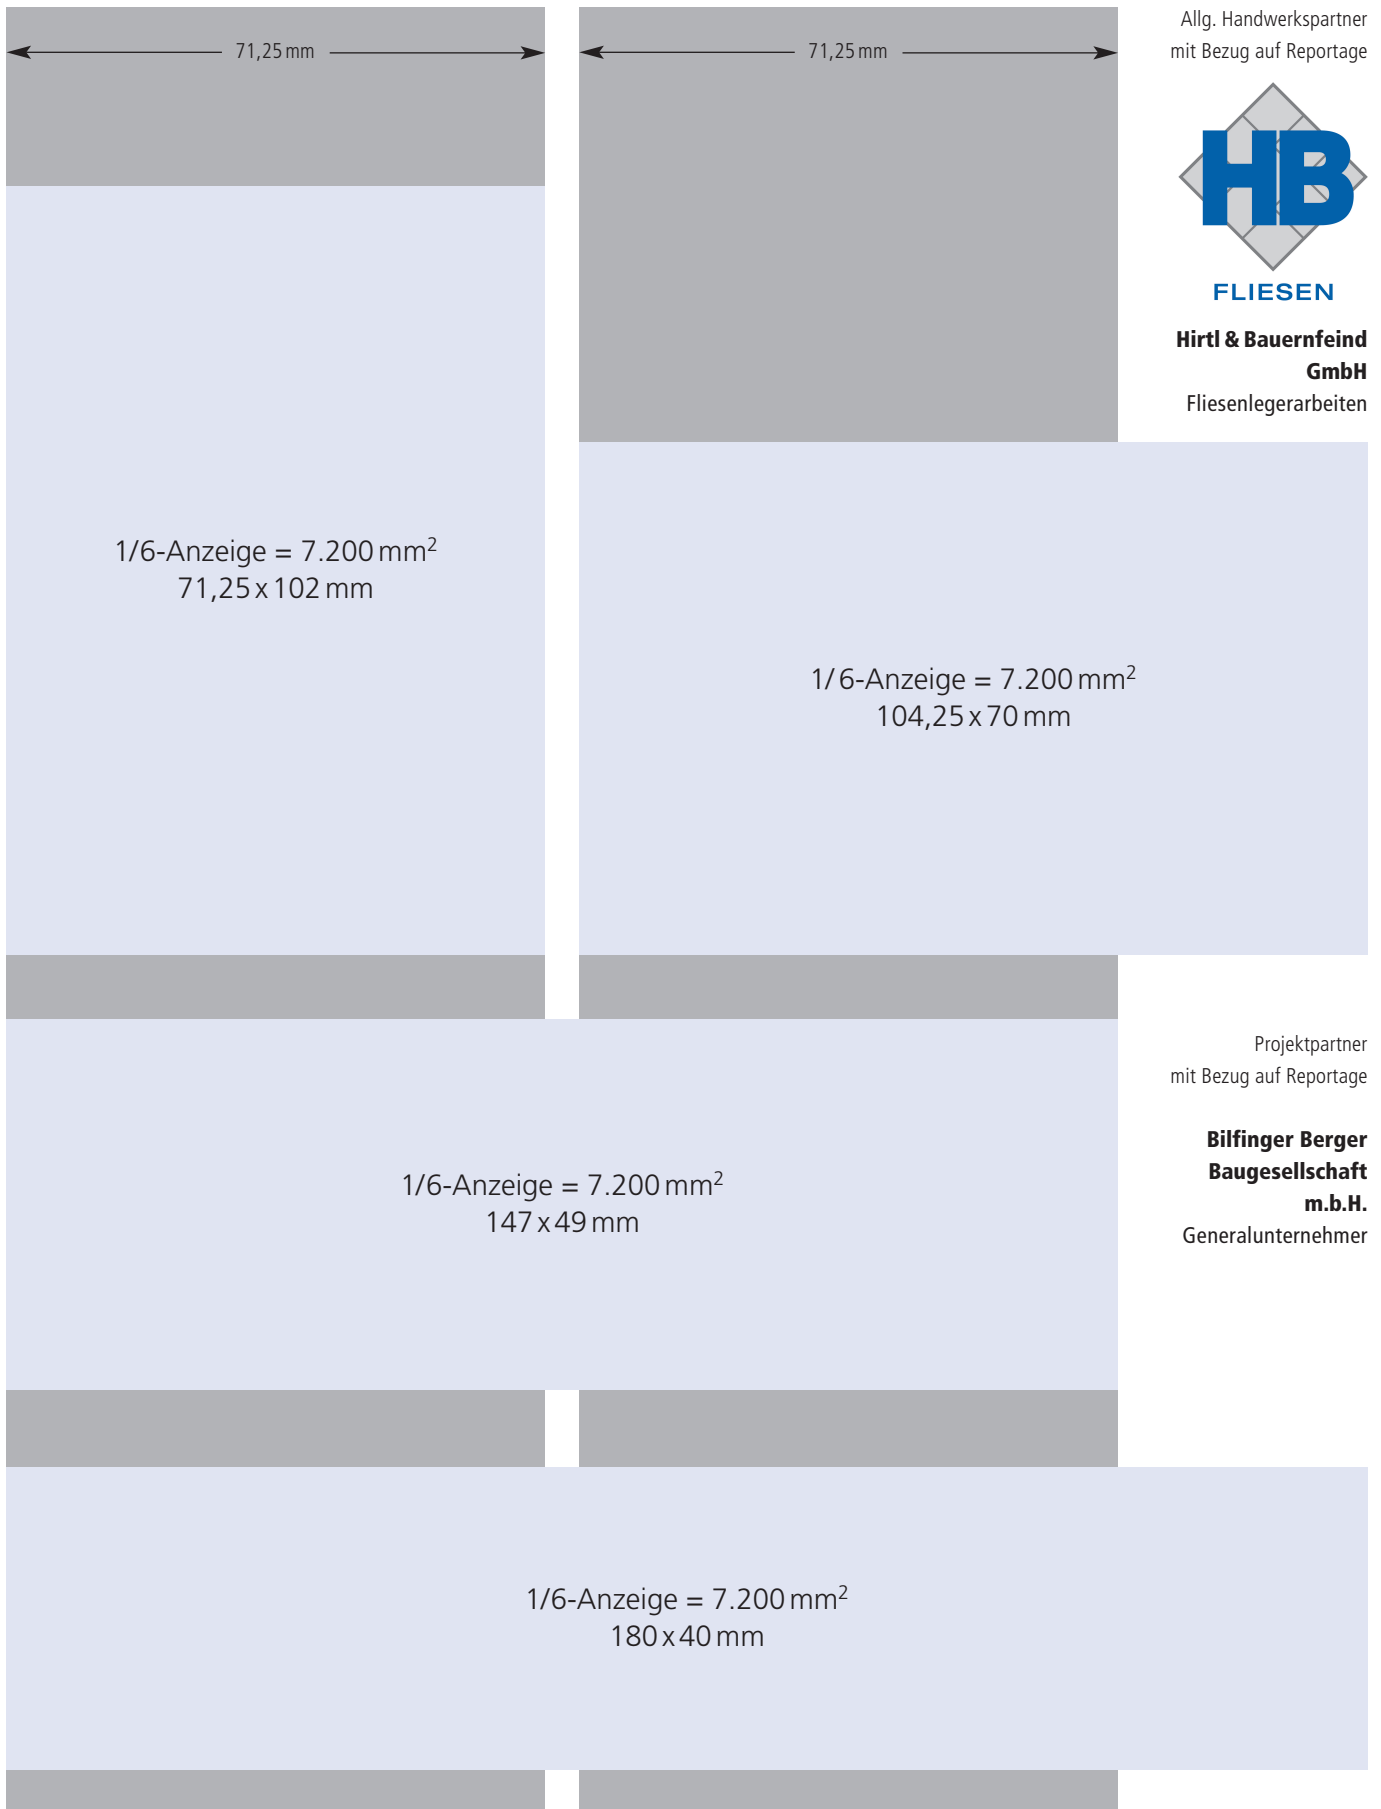 71,25 mm
71,25 mm
Allg. Handwerkspartner
mit Bezug auf Reportage
HB
FLIESEN
Hirtl & Bauernfeind
GmbH
Fliesenlegerarbeiten
1/6-Anzeige = 7.200 mm²
71,25 x 102 mm
1/6-Anzeige = 7.200 mm²
104,25 x 70 mm
Projektpartner
mit Bezug auf Reportage
Bilfinger Berger
Baugesellschaft
m.b.H.
Generalunternehmer
1/6-Anzeige = 7.200 mm²
147 x 49 mm
1/6-Anzeige = 7.200 mm²
180 x 40 mm